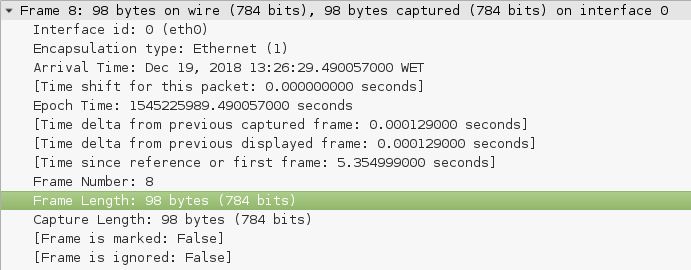 Frame 8: 98 bytes on wire (784 bits), 98 bytes captured (784 bits) on interface 0
Interface id: 0 (eth0)
Encapsulation type: Ethernet (1)
Arrival Time: Dec 19, 2018 13:26:29.490057000 WET
[Time shift for this packet: 0.000000000 seconds]
Epoch Time: 1545225989.490057000 seconds
[Time delta from previous captured frame: 0.000129000 seconds]
[Time delta from previous displayed frame: 0.000129000 seconds]
[Time since reference or first frame: 5.354999000 seconds]
Frame Number: 8
Frame Length: 98 bytes (784 bits)
Capture Length: 98 bytes (784 bits)
[Frame is marked: False]
[Frame is ignored: False]